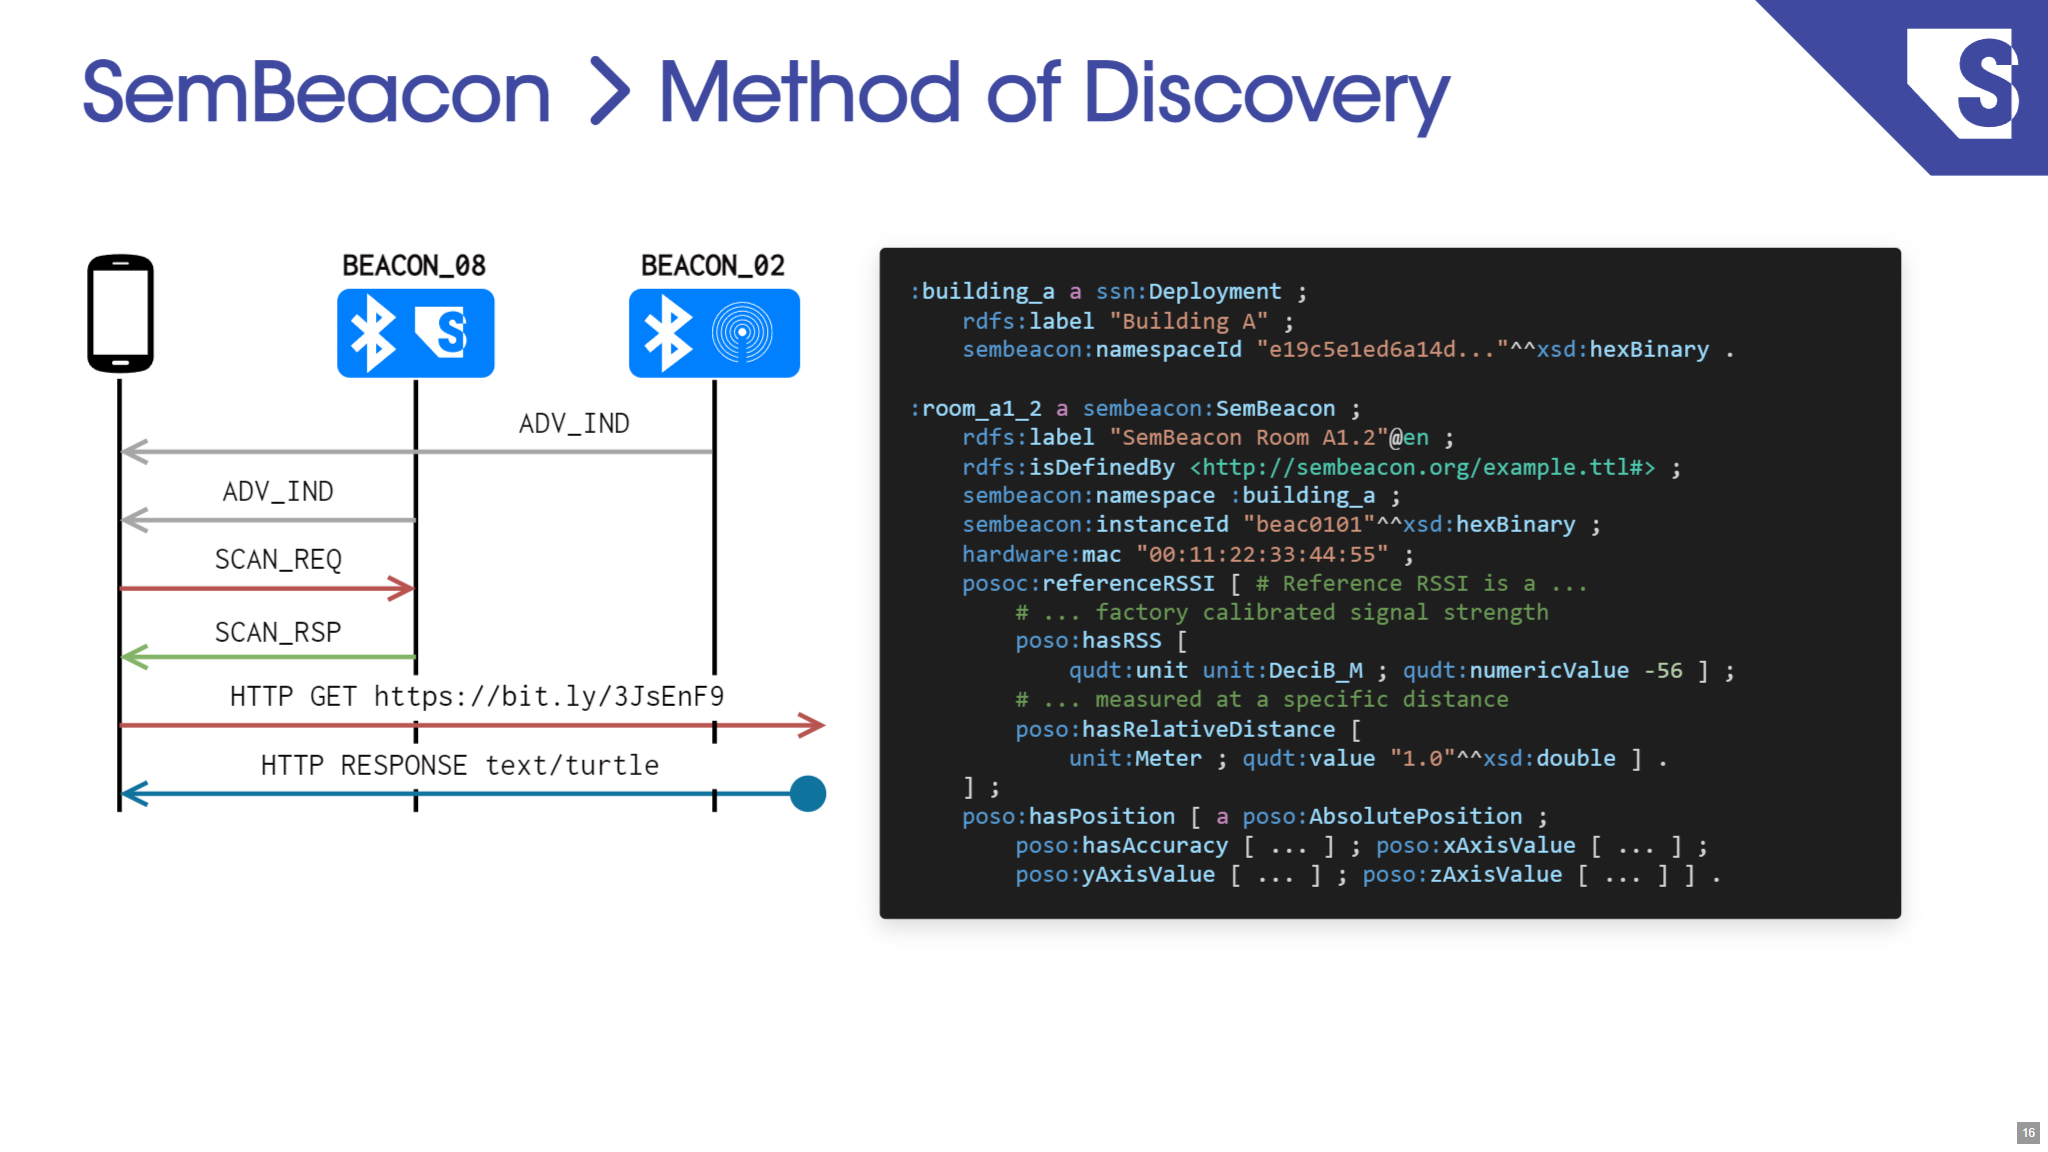 SemBeacon > Method of Discovery
S
BEACON_08
BEACON_02
S
ADV_IND
ADV_IND
SCAN_REQ
SCAN_RSP
HTTP GET https://bit.ly/3JsEnF9
HTTP RESPONSE text/turtle
:building_a a ssn:Deployment ;
rdfs:label "Building A" ;
sembeacon:namespaceId "e19c5e1ed6a14d..."^^xsd:hexBinary .
:room_a1_2 a sembeacon:SemBeacon ;
rdfs:label "SemBeacon Room A1.2"@en ;
rdfs:isDefinedBy <http://sembeacon.org/example.ttl#> ;
sembeacon:namespace :building_a ;
sembeacon:instanceId "beac0101"^^xsd:hexBinary ;
hardware:mac "00:11:22:33:44:55" ;
posoc:referenceRSSI [ # Reference RSSI is a ...
# ... factory calibrated signal strength
poso:hasRSS [
qudt:unit unit:DeciB_M ; qudt:numericValue -56 ] ;
# ... measured at a specific distance
poso:hasRelativeDistance [
unit:Meter ; qudt:value "1.0"^^xsd:double ] .
] ;
poso:hasPosition [ a poso:AbsolutePosition ;
poso:hasAccuracy [ ... ] ; poso:xAxisValue [ ... ] ;
poso:yAxisValue [ ... ] ; poso:zAxisValue [ ... ] ] .
16